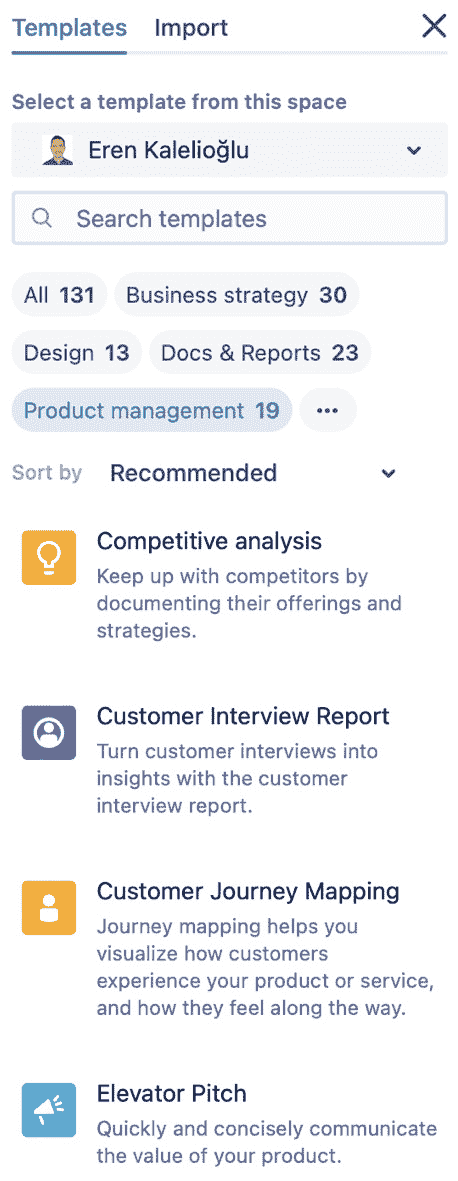 Templates Import
Select a template from this space
Eren Kalelioğlu
Search templates
All 131 Business strategy 30
Design 13 Docs & Reports 23
Product management 19 •••
Sort by Recommended
Competitive analysis
Keep up with competitors by
documenting their offerings and
strategies.
Customer Interview Report
Turn customer interviews into
insights with the customer
interview report.
Customer Journey Mapping
Journey mapping helps you
visualize how customers
experience your product or service,
and how they feel along the way.
Elevator Pitch
Quickly and concisely communicate
the value of your product.